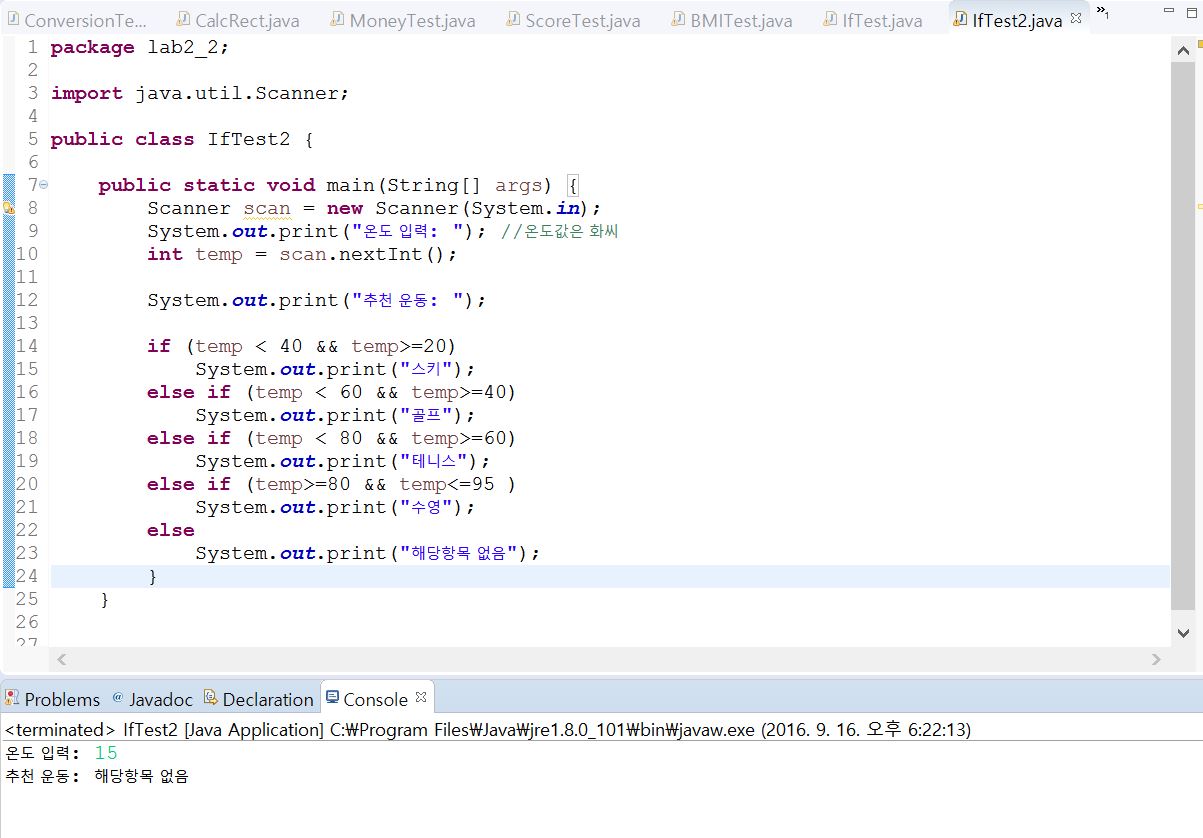 ConversionTe... CalcRect.java MoneyTest.java ScoreTest.java BMITest.java IfTest.java IfTest2.java »1
1 package lab2_2;
2
3 import java.util.Scanner;
4
5 public class IfTest2 {
6
7 public static void main(String[] args) {
8 Scanner scan = new Scanner(System.in);
9 System.out.print("온도 입력: "); //온도값은 화씨
10 int temp = scan.nextInt();
11
12 System.out.print("추천 운동: ");
13
14 if (temp < 40 && temp>=20)
15 System.out.print("스키");
16 else if (temp < 60 && temp>=40)
17 System.out.print("골프");
18 else if (temp < 80 && temp>=60)
19 System.out.print("테니스");
20 else if (temp>=80 && temp<=95 )
21 System.out.print("수영");
22 else
23 System.out.print("해당항목 없음");
24 }
25 }
26
27
Problems @ Javadoc Declaration Console
<terminated> IfTest2 [Java Application] C:₩Program Files₩Java₩jre1.8.0_101₩bin₩javaw.exe (2016. 9. 16. 오후 6:22:13)
온도 입력: 15
추천 운동: 해당항목 없음